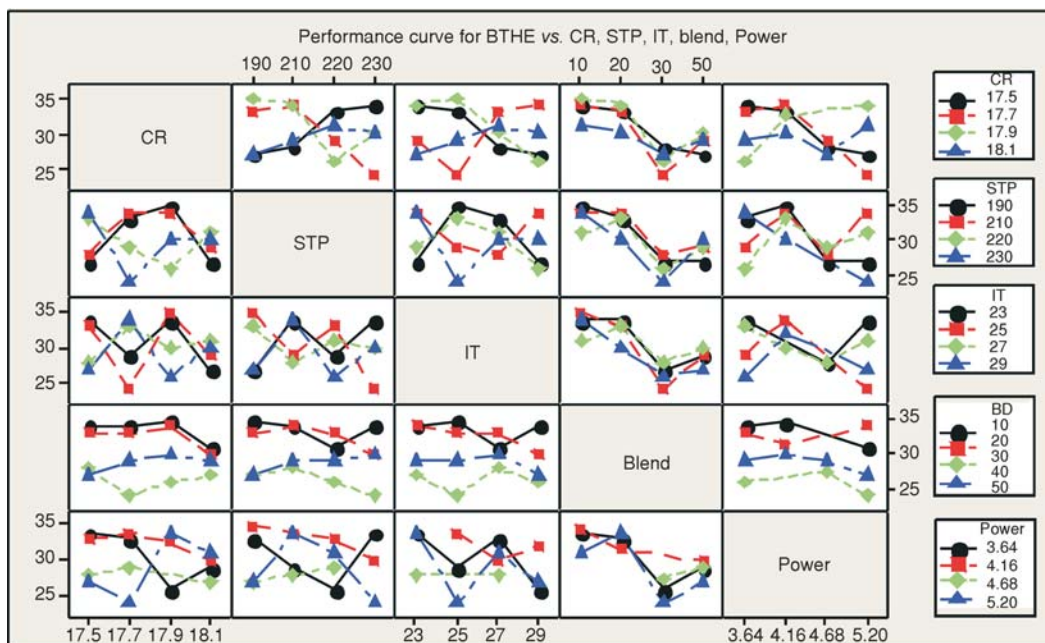 Performance curve for BTHE vs. CR, STP, IT, blend, Power
190 210 220 230
10 20 30 50
35
30
25
CR
CR
17.5
17.7
17.9
18.1
STP
35
30
25
STP
190
210
220
230
35
30
25
IT
IT
23
25
27
29
Blend
35
30
25
BD
10
20
30
40
50
35
30
25
Power
Power
3.64
4.16
4.68
5.20
17.5 17.7 17.9 18.1
23 25 27 29
3.64 4.16 4.68 5.20